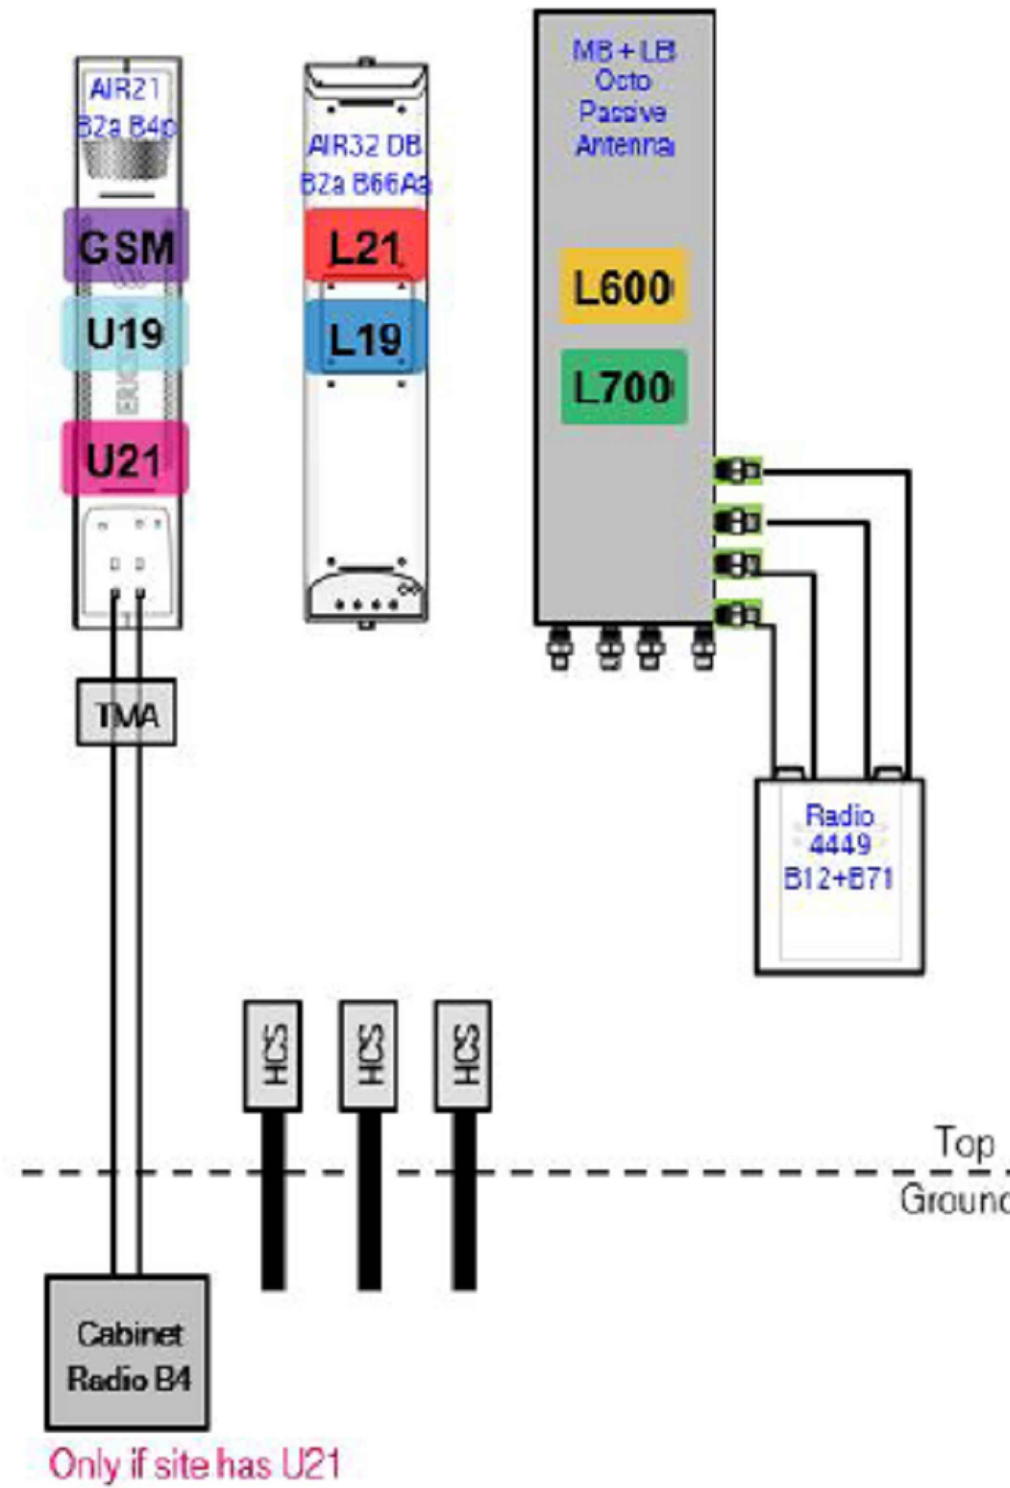 AIR21
B2a B4p
GSM
U19
U21
TMA
AIR32 DB
B2a B66Aa
L21
L19
MB + LB
Octo
Passive
Antenna
L600
L700
Radio
4449
B12+B71
HCS
HCS
HCS
Top
Ground
Cabinet
Radio B4
Only if site has U21